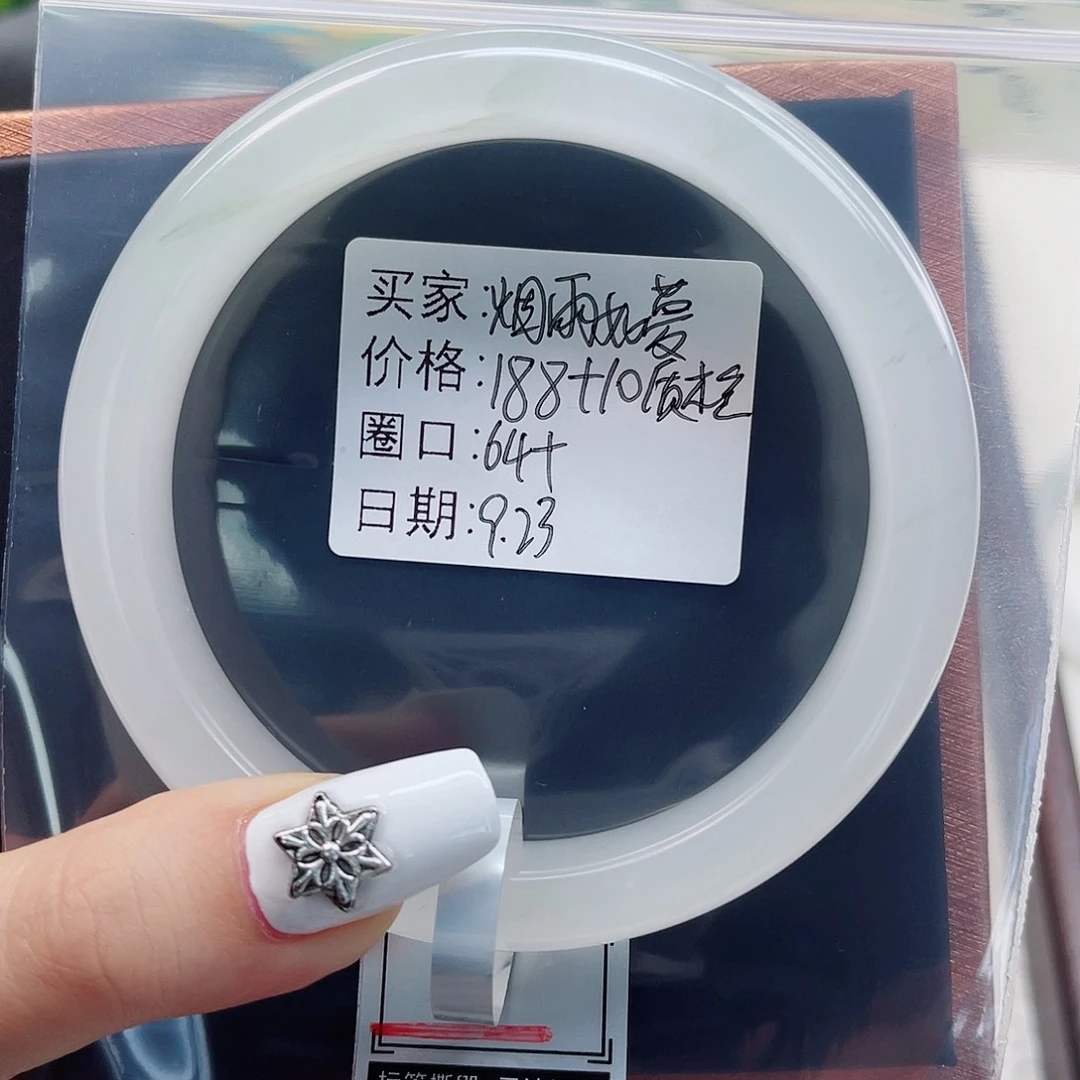 买家:烟雨如梦
价格:188+10质检
圈口:64+
日期:9.23